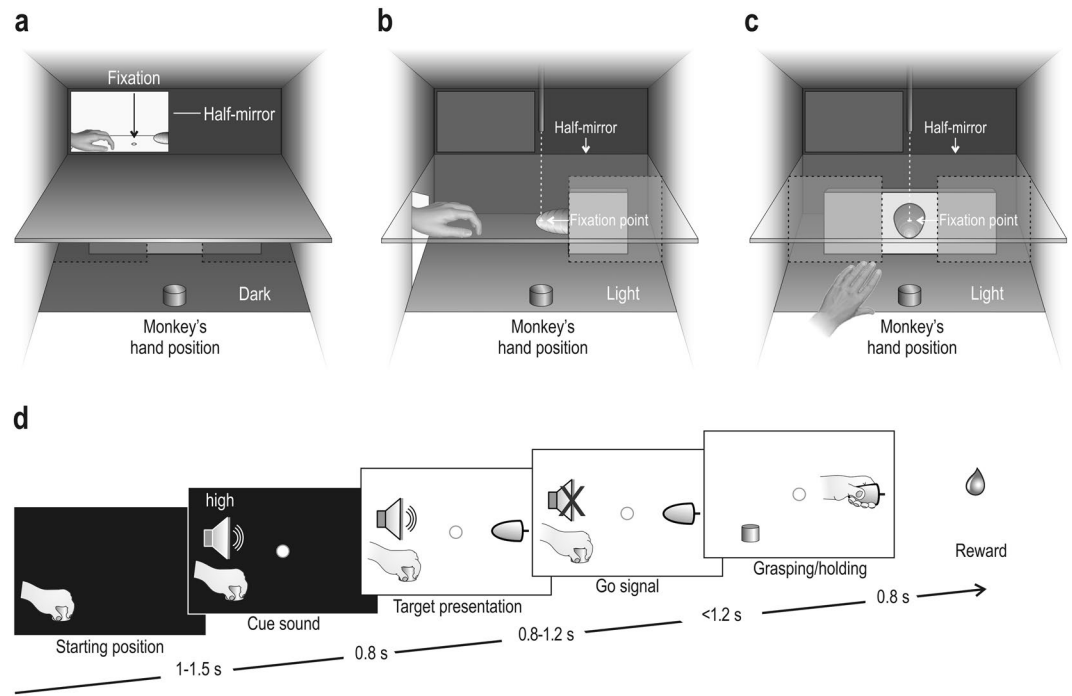 a
Fixation
Half-mirror
Dark
Monkey's
hand position
b
Half-mirror
Fixation point
Light
Monkey's
hand position
c
Half-mirror
Fixation point
Light
Monkey's
hand position
d
Starting position
high
Cue sound
Target presentation
Go signal
Grasping/holding
Reward
1-1.5 s
0.8 s
0.8-1.2 s
<1.2 s
0.8 s